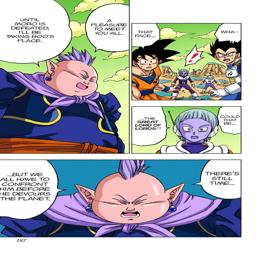 WHA—
THAT
FACE...
COULD
THAT
BE...
THE
GREAT
LORD OF
LORDS?!
A
PLEASURE
TO MEET
YOU ALL.
UNTIL
MORO IS
DEFEATED,
I'LL BE
TAKING BOO'S
PLACE.
THERE'S
STILL
TIME...
...BUT WE
ALL HAVE TO
CONFRONT
HIM BEFORE
HE DEVOURS
THE PLANET.